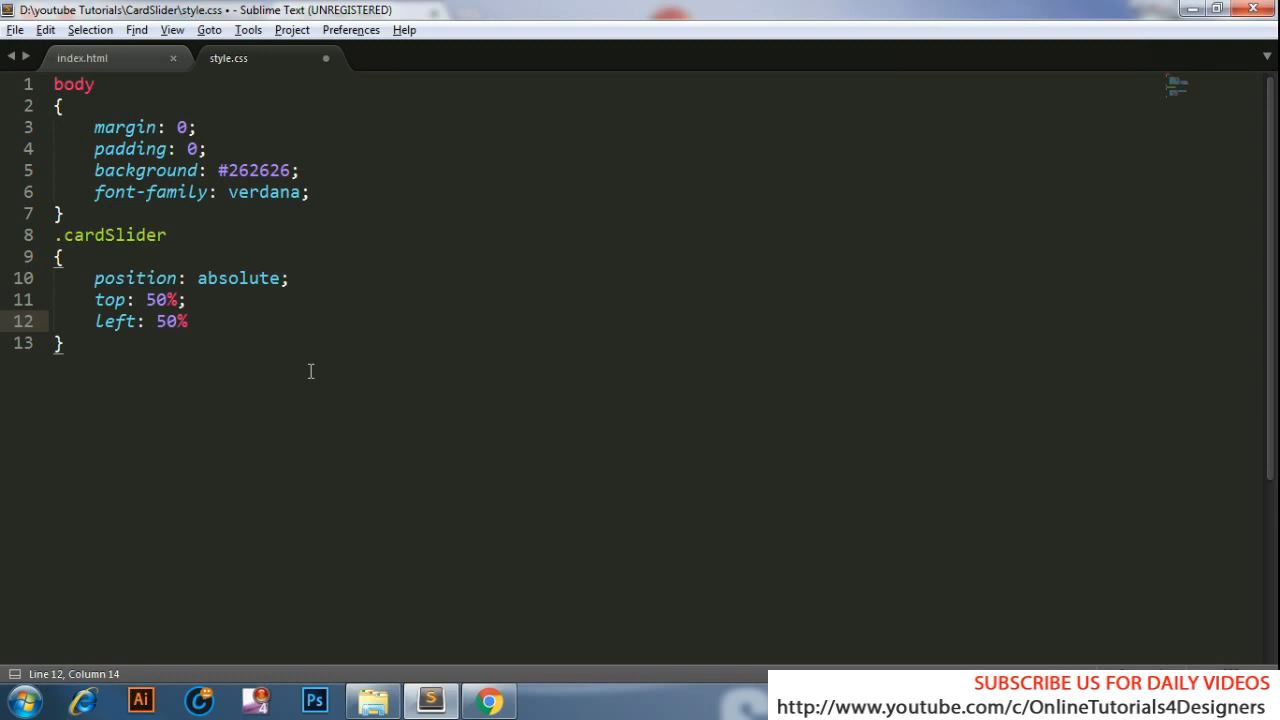 D:\youtube Tutorials\CardSlider\style.css • - Sublime Text (UNREGISTERED)
File Edit Selection Find View Goto Tools Project Preferences Help
index.html × style.css
1 body
2 {
3 margin: 0;
4 padding: 0;
5 background: #262626;
6 font-family: verdana;
7 }
8 .cardSlider
9 {
10 position: absolute;
11 top: 50%;
12 left: 50%
13 }
Line 12, Column 14
Ai 4 Ps S
SUBSCRIBE US FOR DAILY VIDEOS
http://www.youtube.com/c/OnlineTutorials4Designers